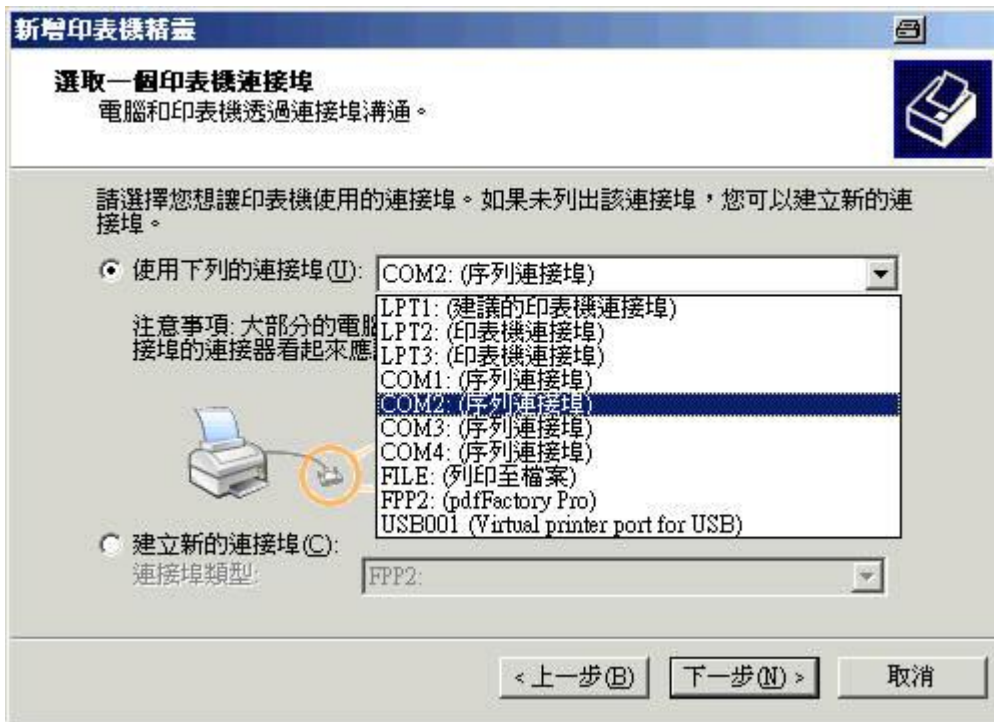 新增印表機精靈
選取一個印表機連接埠
電腦和印表機透過連接埠溝通。
請選擇您想讓印表機使用的連接埠。如果未列出該連接埠，您可以建立新的連
接埠。
使用下列的連接埠(U): COM2: (序列連接埠)
注意事項: 大部分的電腦
接埠的連接器看起來應
LPT1: (建議的印表機連接埠)
LPT2: (印表機連接埠)
LPT3: (印表機連接埠)
COM1: (序列連接埠)
COM2: (序列連接埠)
COM3: (序列連接埠)
COM4: (序列連接埠)
FILE: (列印至檔案)
FPP2: (pdfFactory Pro)
USB001 (Virtual printer port for USB)
建立新的連接埠(C):
連接埠類型: FPP2:
<上一步(B) 下一步(N)> 取消